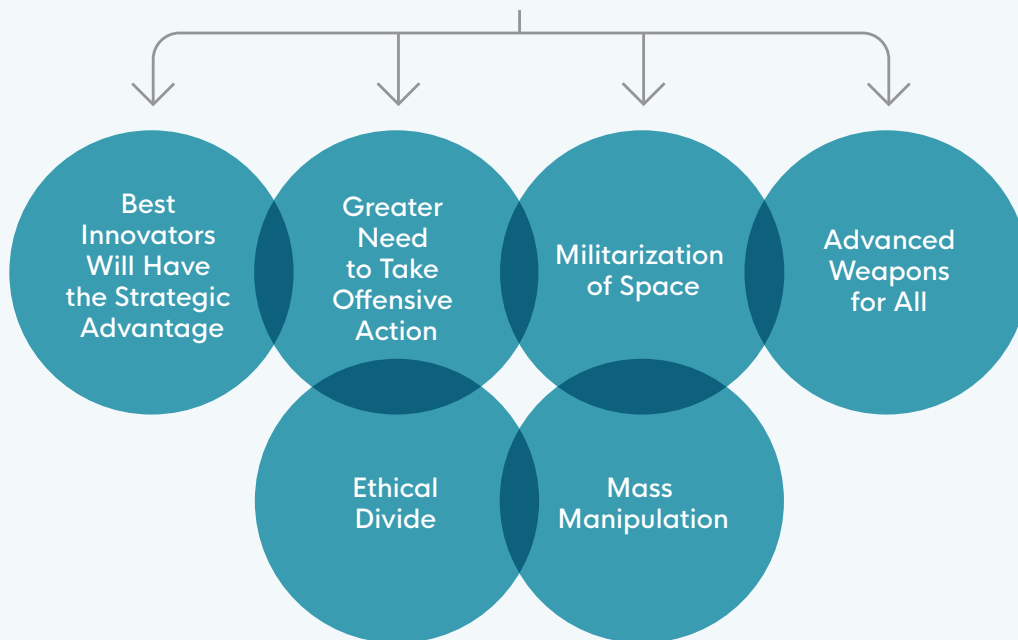 Best
Innovators
Will Have
the Strategic
Advantage
Greater
Need
to Take
Offensive
Action
Militarization
of Space
Advanced
Weapons
for All
Ethical
Divide
Mass
Manipulation